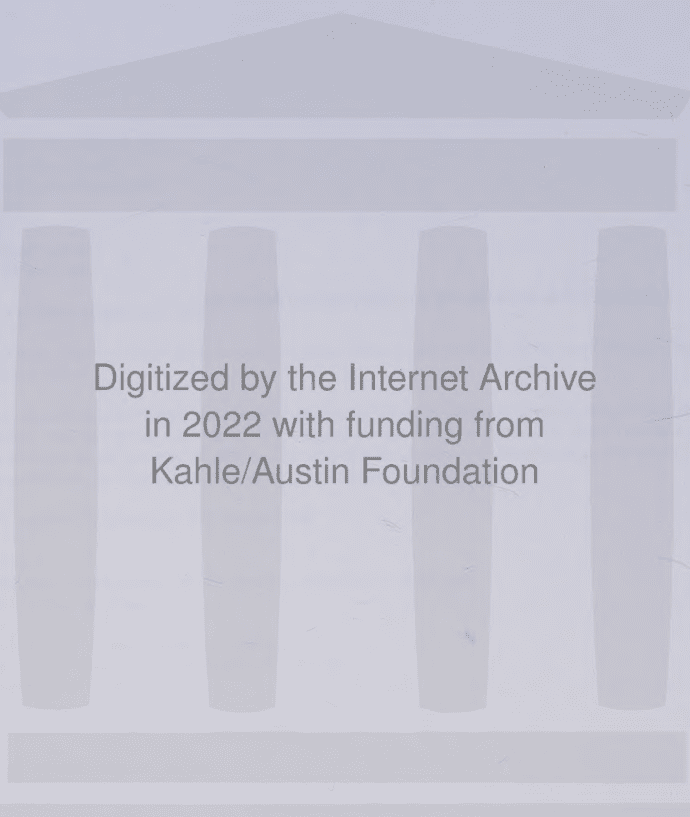 Digitized by the Internet Archive
in 2022 with funding from
Kahle/Austin Foundation